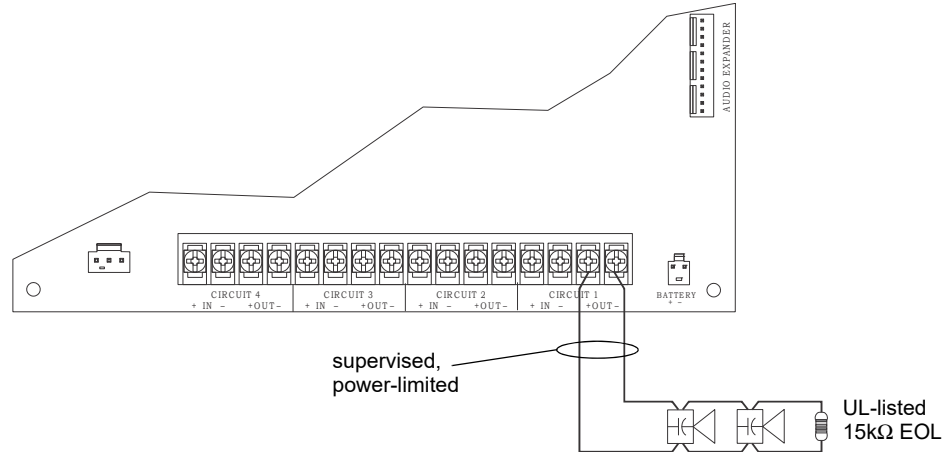 AUDIO EXPANDER
CIRCUIT 4 CIRCUIT 3 CIRCUIT 2 CIRCUIT 1 BATTERY
+ IN - +OUT- + IN - +OUT- + IN - +OUT- + IN - +OUT- + -
supervised,
power-limited
UL-listed
15kΩ EOL